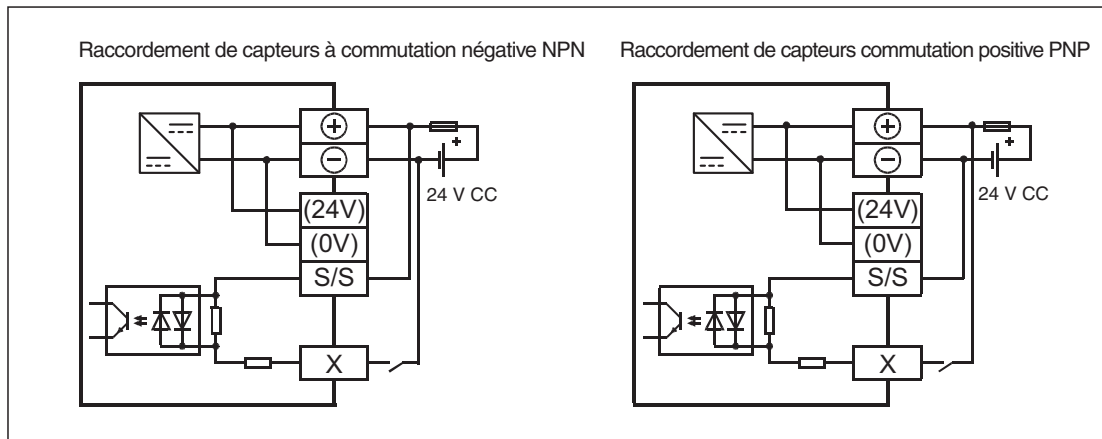 Raccordement de capteurs à commutation négative NPN
+
−
+
24 V CC
(24V)
(0V)
S/S
X
Raccordement de capteurs commutation positive PNP
+
−
+
24 V CC
(24V)
(0V)
S/S
X